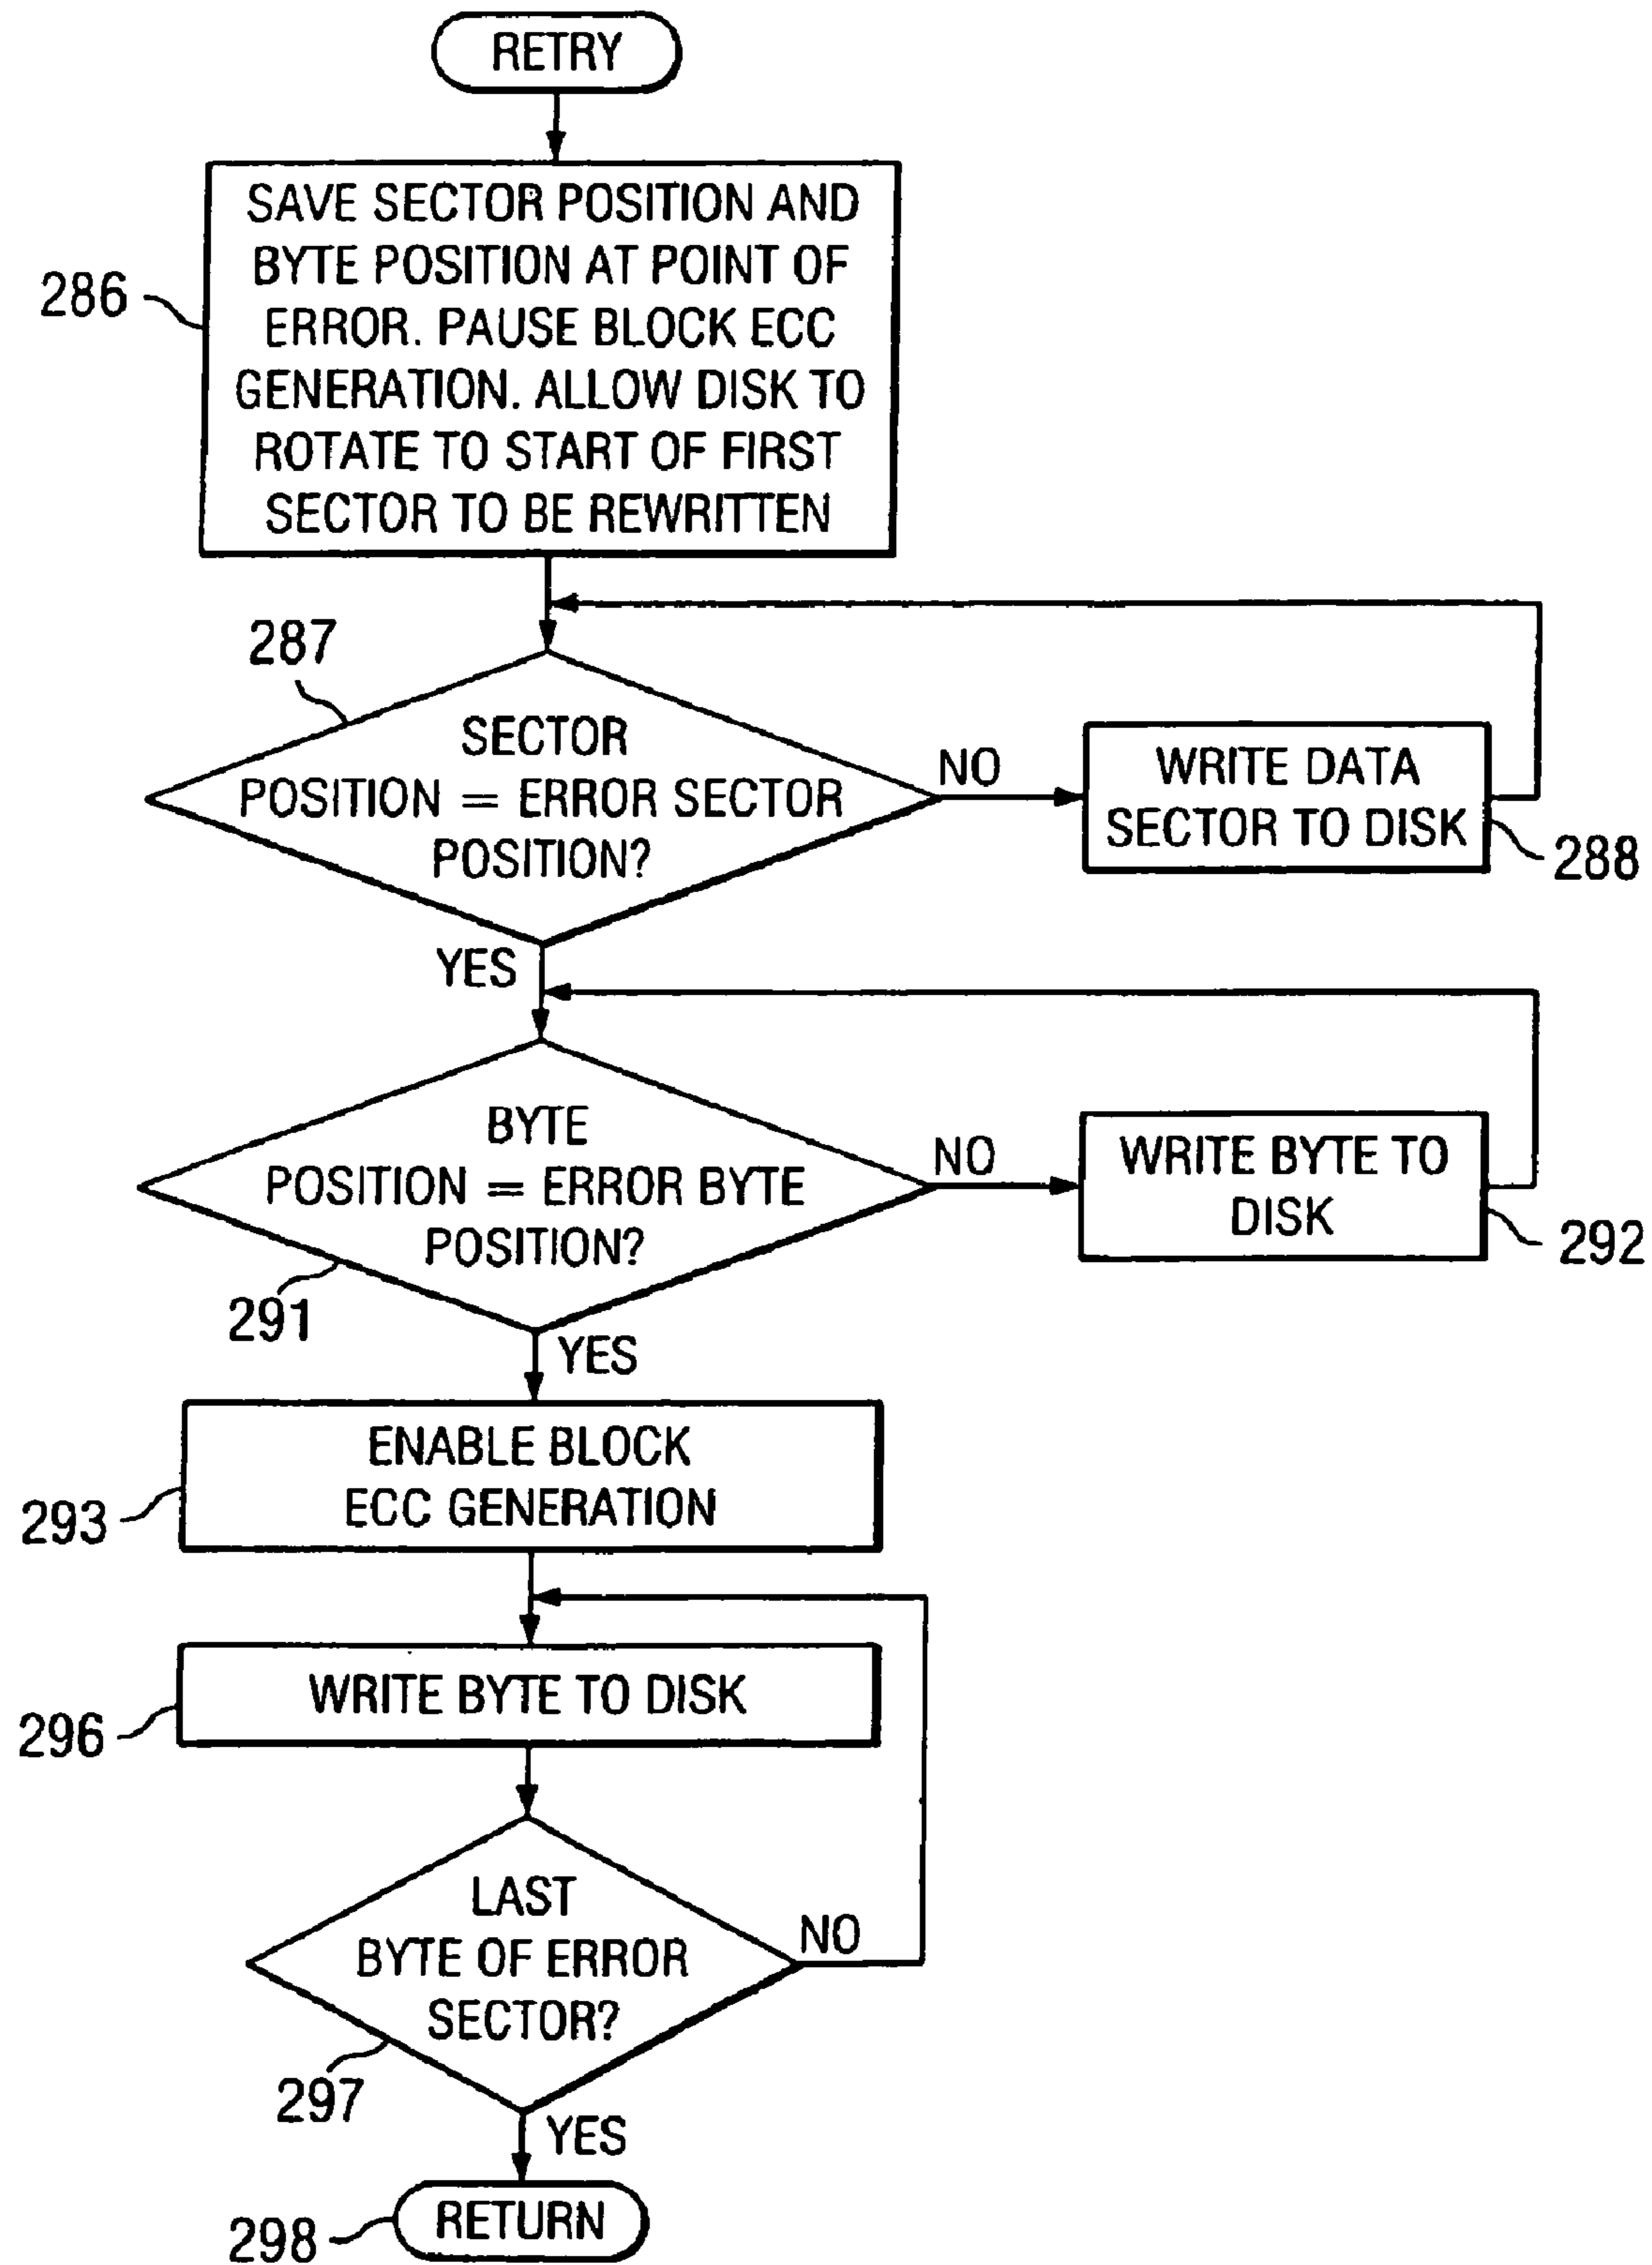 RETRY
SAVE SECTOR POSITION AND
BYTE POSITION AT POINT OF
ERROR. PAUSE BLOCK ECC
GENERATION. ALLOW DISK TO
ROTATE TO START OF FIRST
SECTOR TO BE REWRITTEN
286
287
SECTOR
POSITION = ERROR SECTOR
POSITION?
NO
WRITE DATA
SECTOR TO DISK
288
YES
BYTE
POSITION = ERROR BYTE
POSITION?
291
NO
WRITE BYTE TO
DISK
292
YES
ENABLE BLOCK
ECC GENERATION
293
WRITE BYTE TO DISK
296
LAST
BYTE OF ERROR
SECTOR?
NO
297
YES
RETURN
298